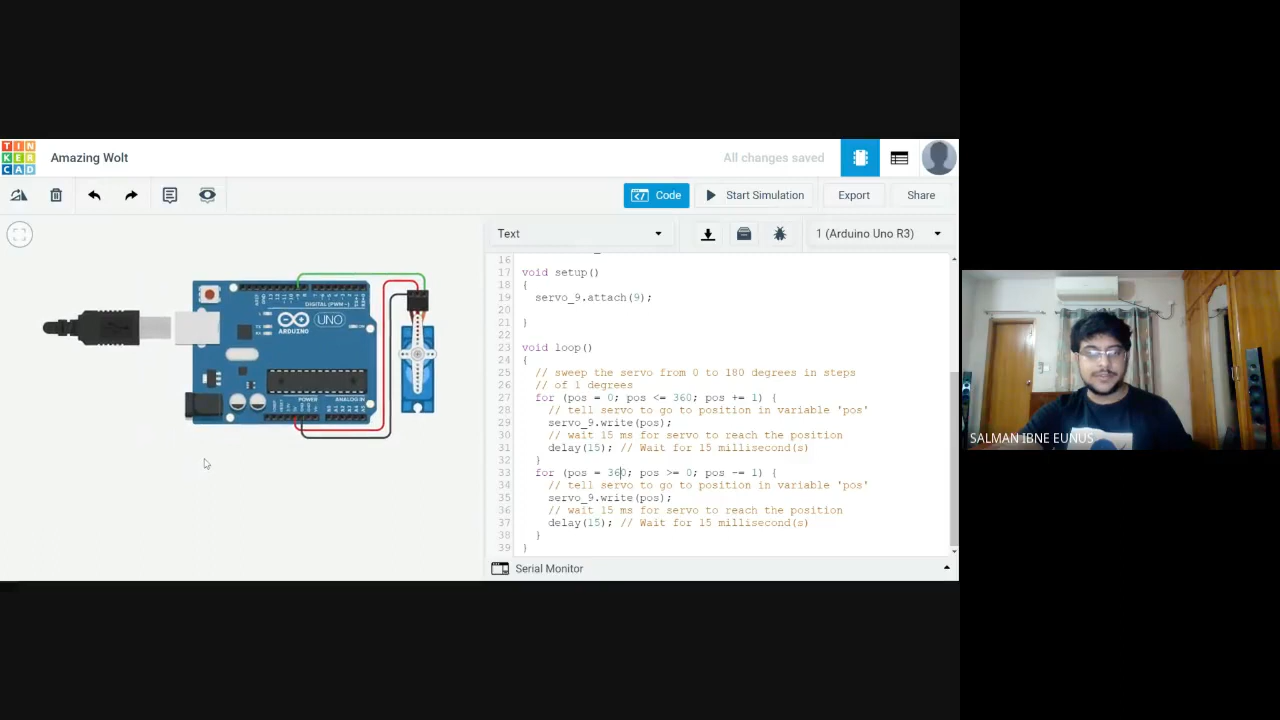 TIN
KER
CAD
Amazing Wolt
All changes saved
Code
Start Simulation
Export
Share
Text
1 (Arduino Uno R3)
DIGITAL (PWM~)
ARDUINO
UNO
POWER
ANALOG IN
16
17 void setup()
18 {
19 servo_9.attach(9);
20
21 }
22
23 void loop()
24 {
25 // sweep the servo from 0 to 180 degrees in steps
26 // of 1 degrees
27 for (pos = 0; pos <= 360; pos += 1) {
28 // tell servo to go to position in variable 'pos'
29 servo_9.write(pos);
30 // wait 15 ms for servo to reach the position
31 delay(15); // Wait for 15 millisecond(s)
32 }
33 for (pos = 360; pos >= 0; pos -= 1) {
34 // tell servo to go to position in variable 'pos'
35 servo_9.write(pos);
36 // wait 15 ms for servo to reach the position
37 delay(15); // Wait for 15 millisecond(s)
38 }
39 }
Serial Monitor
SALMAN IBNE EUNUS